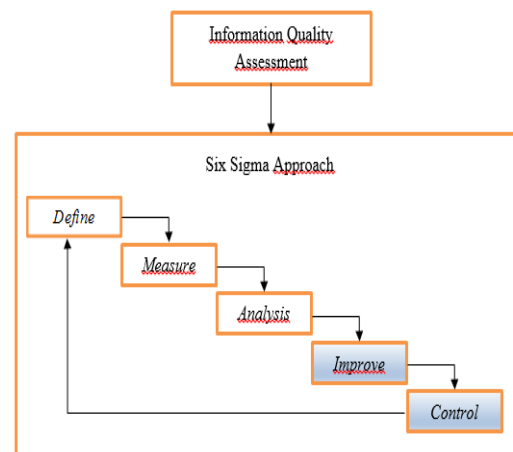 Information Quality
Assessment
Six Sigma Approach
Define
Measure
Analysis
Improve
Control